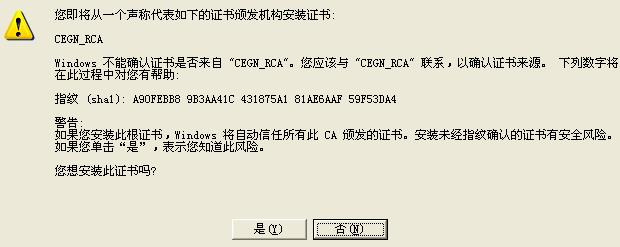 您即将从一个声称代表如下的证书颁发机构安装证书:
CEGN_RCA
Windows 不能确认证书是否来自 “CEGN_RCA”。您应该与 “CEGN_RCA” 联系，以确认证书来源。 下列数字将
在此过程中对您有帮助:
指纹 (sha1): A90FEBB8 9B3AA41C 431875A1 81AE6AAF 59F53DA4
警告:
如果您安装此根证书，Windows 将自动信任所有此 CA 颁发的证书。安装未经指纹确认的证书有安全风险。
如果您单击“是”，表示您知道此风险。
您想安装此证书吗?
是(Y) 否(N)